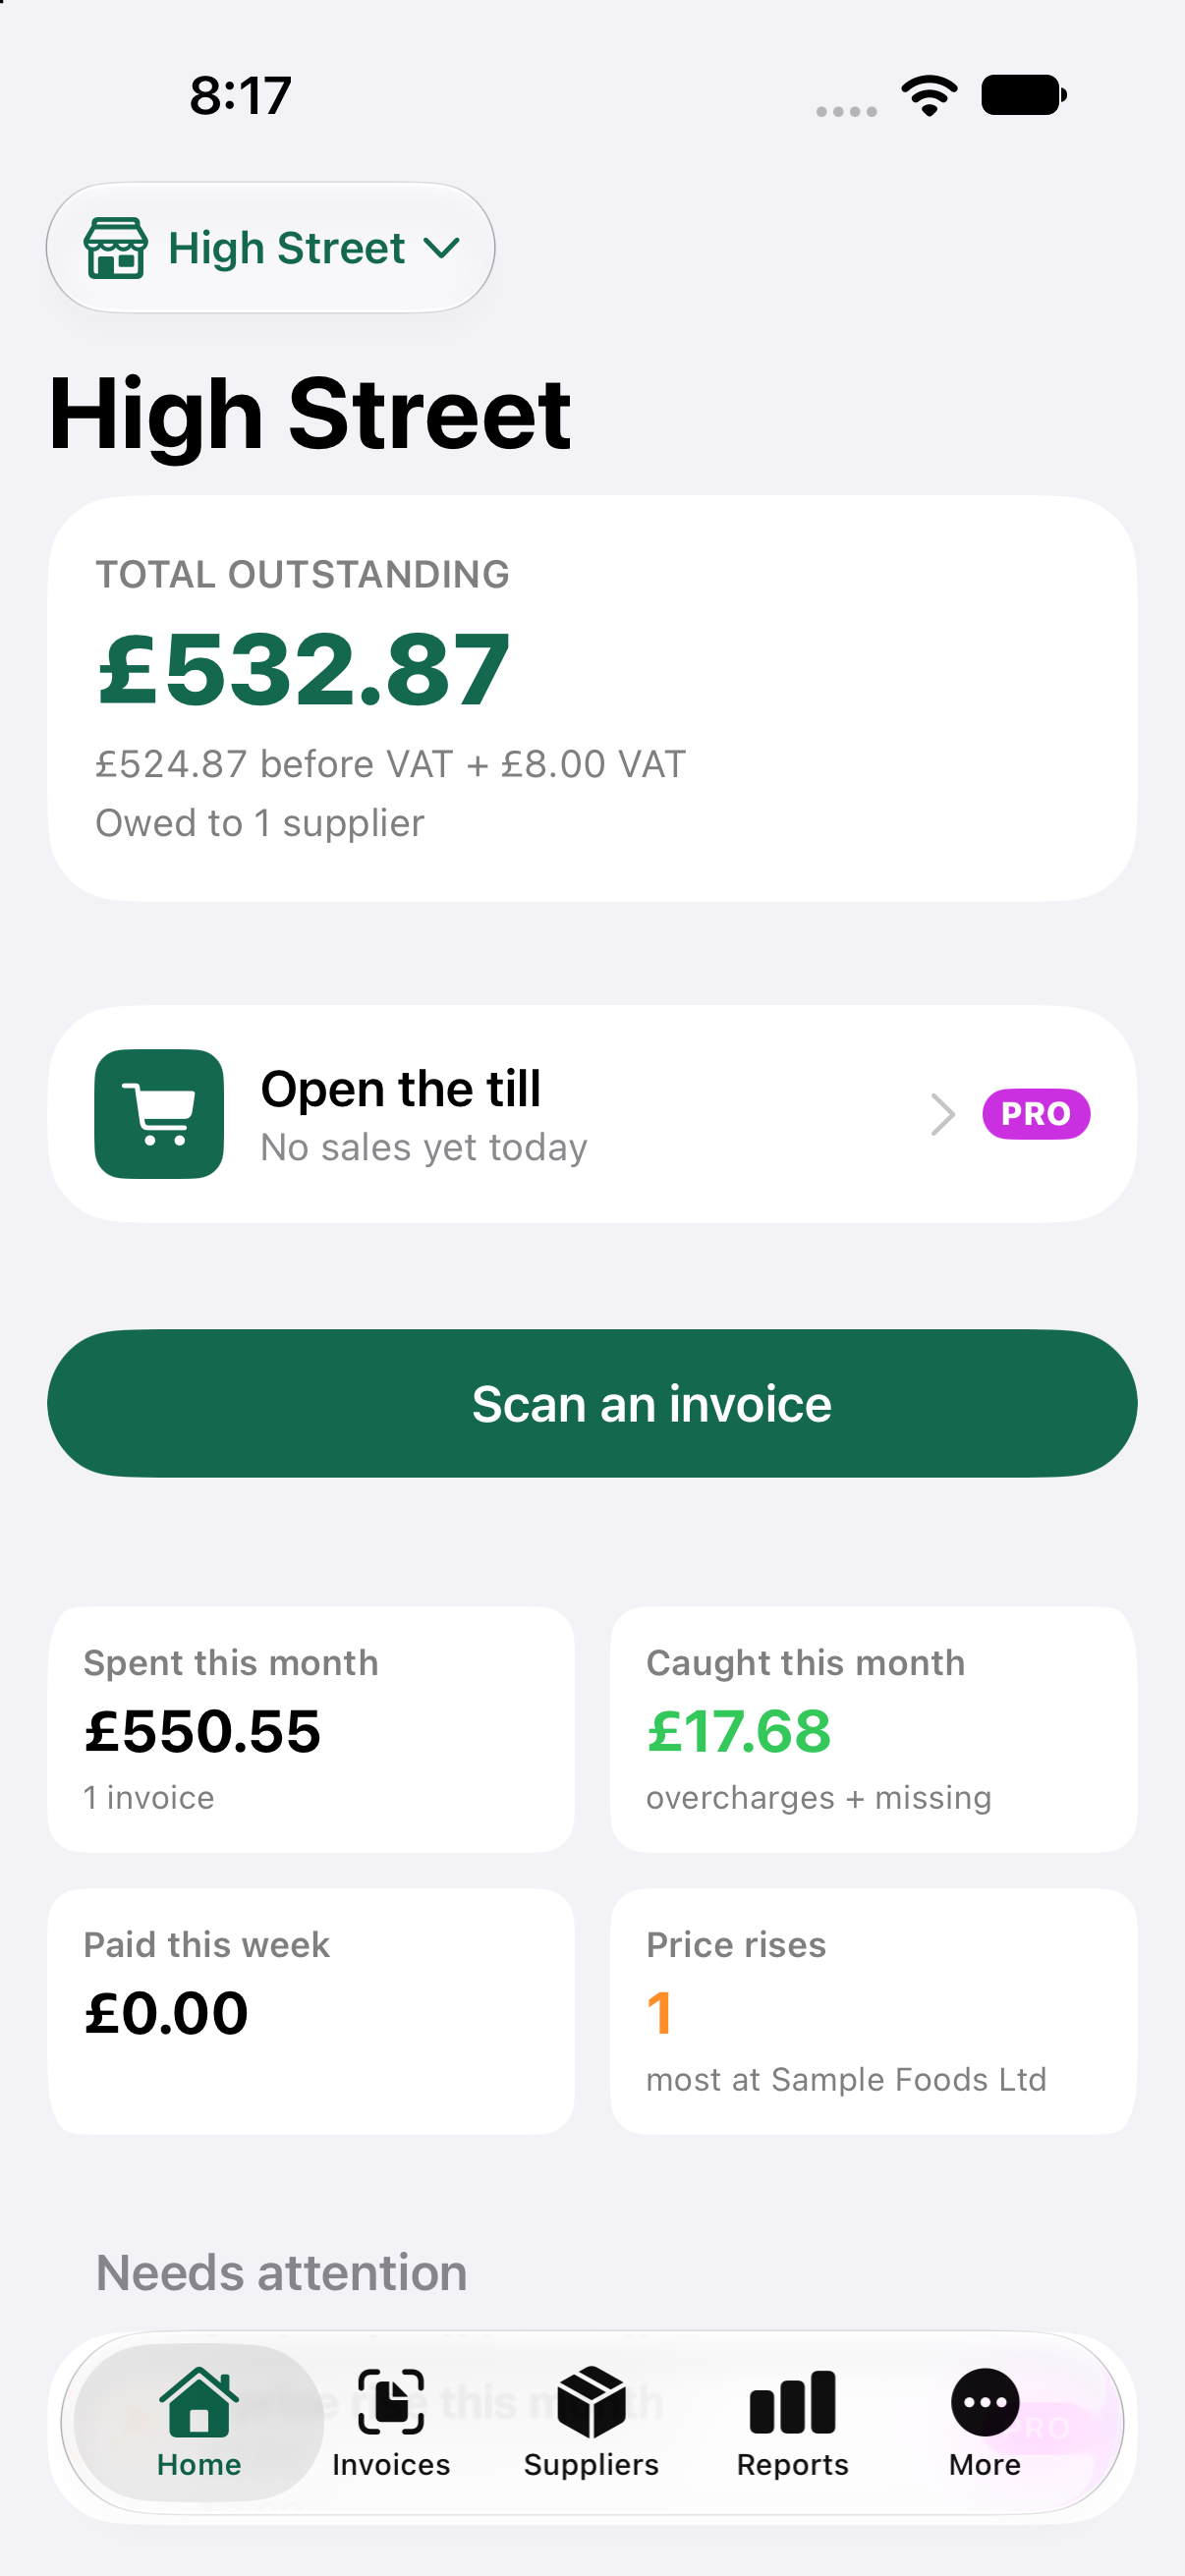 8:17
High Street
High Street
TOTAL OUTSTANDING
£532.87
£524.87 before VAT + £8.00 VAT
Owed to 1 supplier
Open the till
No sales yet today
PRO
Scan an invoice
Spent this month
£550.55
1 invoice
Caught this month
£17.68
overcharges + missing
Paid this week
£0.00
Price rises
1
most at Sample Foods Ltd
Needs attention
this month
PRO
Home
Invoices
Suppliers
Reports
More